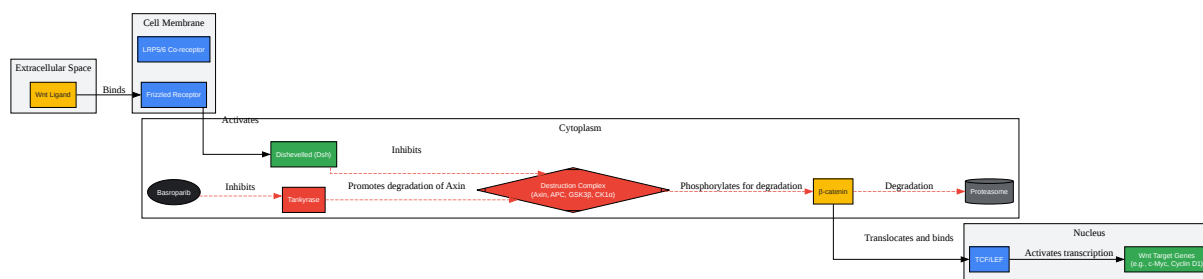 Cell Membrane
LRP5/6 Co-receptor
Extracellular Space
Wnt Ligand
Binds
Frizzled Receptor
Activates
Cytoplasm
Dishevelled (Dsh)
Inhibits
Basroparib
Inhibits
Tankyrase
Promotes degradation of Axin
Destruction Complex
(Axin, APC, GSK3β, CK1α)
Phosphorylates for degradation
β-catenin
Degradation
Proteasome
Translocates and binds
Nucleus
TCF/LEF
Activates transcription
Wnt Target Genes
(e.g., c-Myc, Cyclin D1)